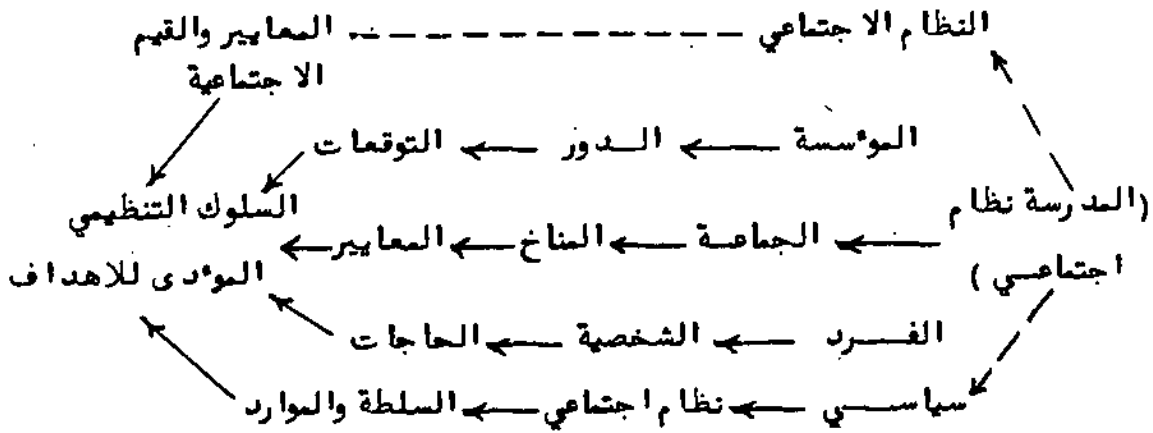 النظام الاجتماعي المعايير والقيم
الاجتماعية
المؤسسة الدور التوقعات
(المدرسة نظام السلوك التنظيمي
الجماعة المناخ المعايير
اجتماعي) المؤدى للاهداف
الفرد الشخصية الحاجات
سياسي نظام اجتماعي السلطة والموارد